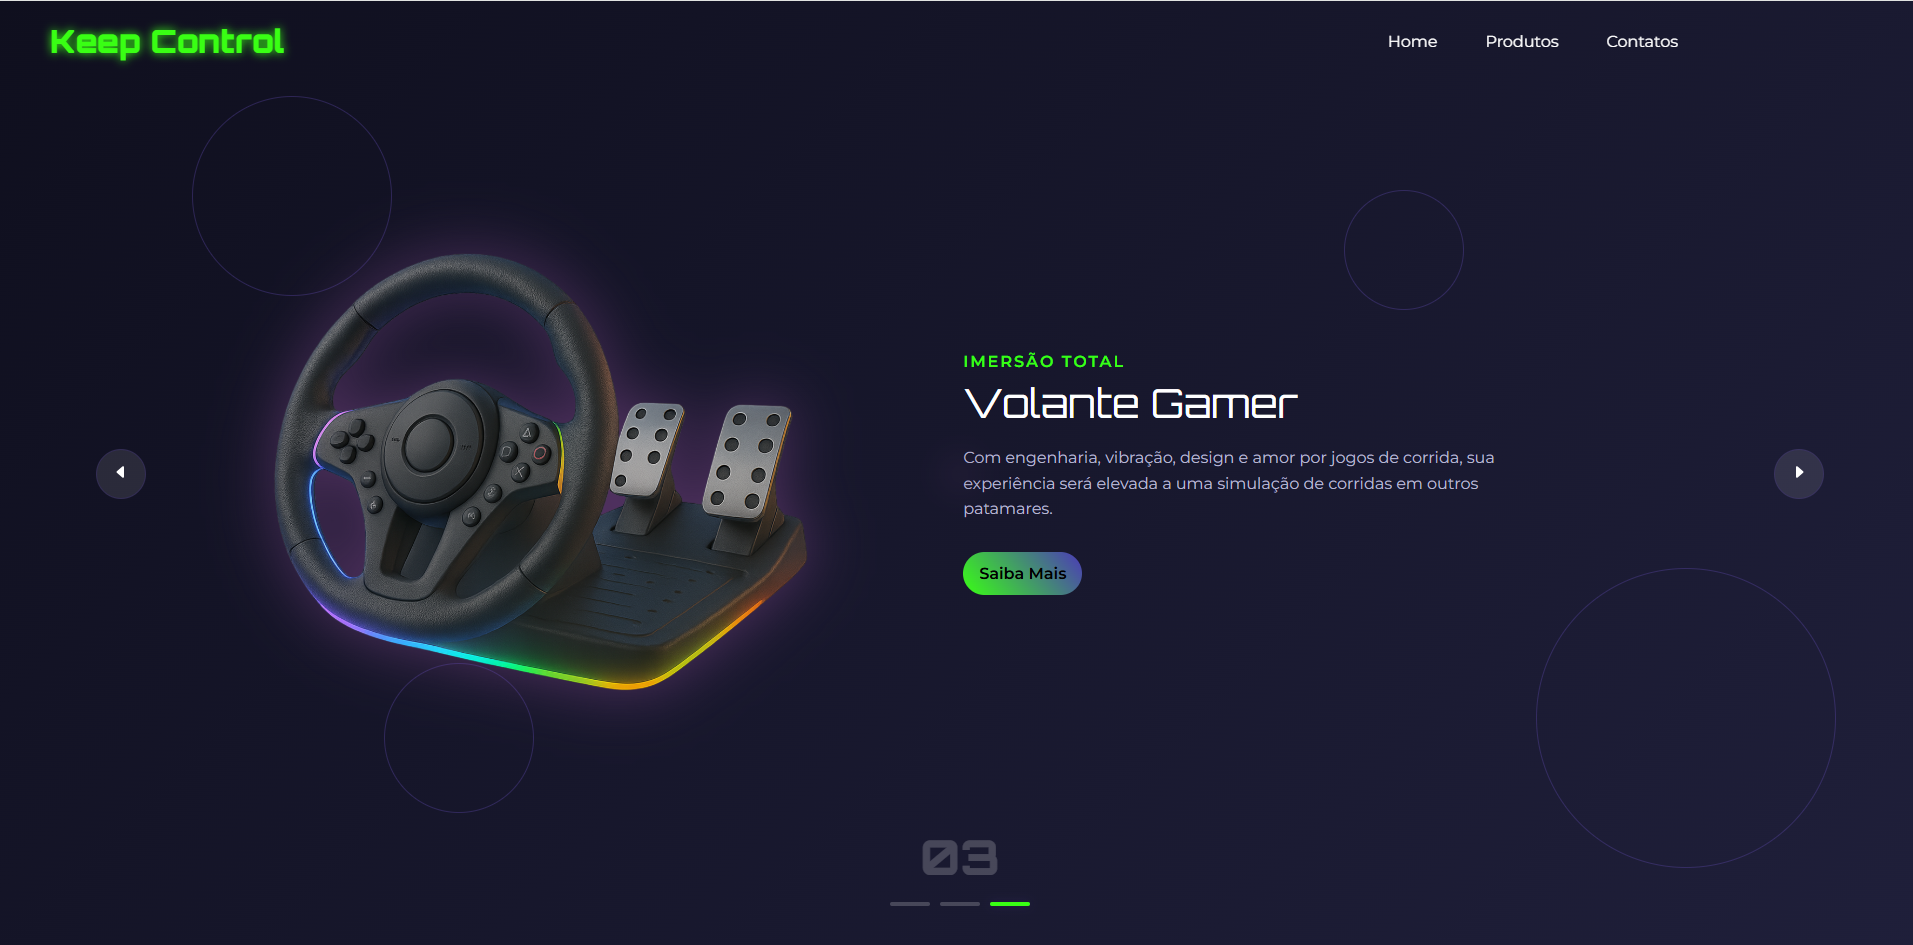 Keep Control
Home
Produtos
Contatos
IMERSÃO TOTAL
Volante Gamer
Com engenharia, vibração, design e amor por jogos de corrida, sua
experiência será elevada a uma simulação de corridas em outros
patamares.
Saiba Mais
03